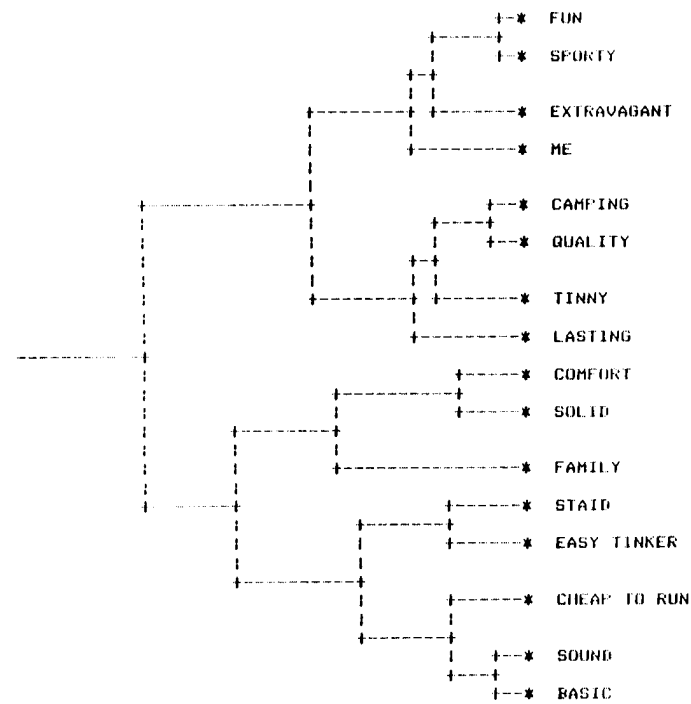 FUN
SPORTY
EXTRAVAGANT
ME
CAMPING
QUALITY
TINNY
LASTING
COMFORT
SOLID
FAMILY
STAID
EASY TINKER
CHEAP TO RUN
SOUND
BASIC